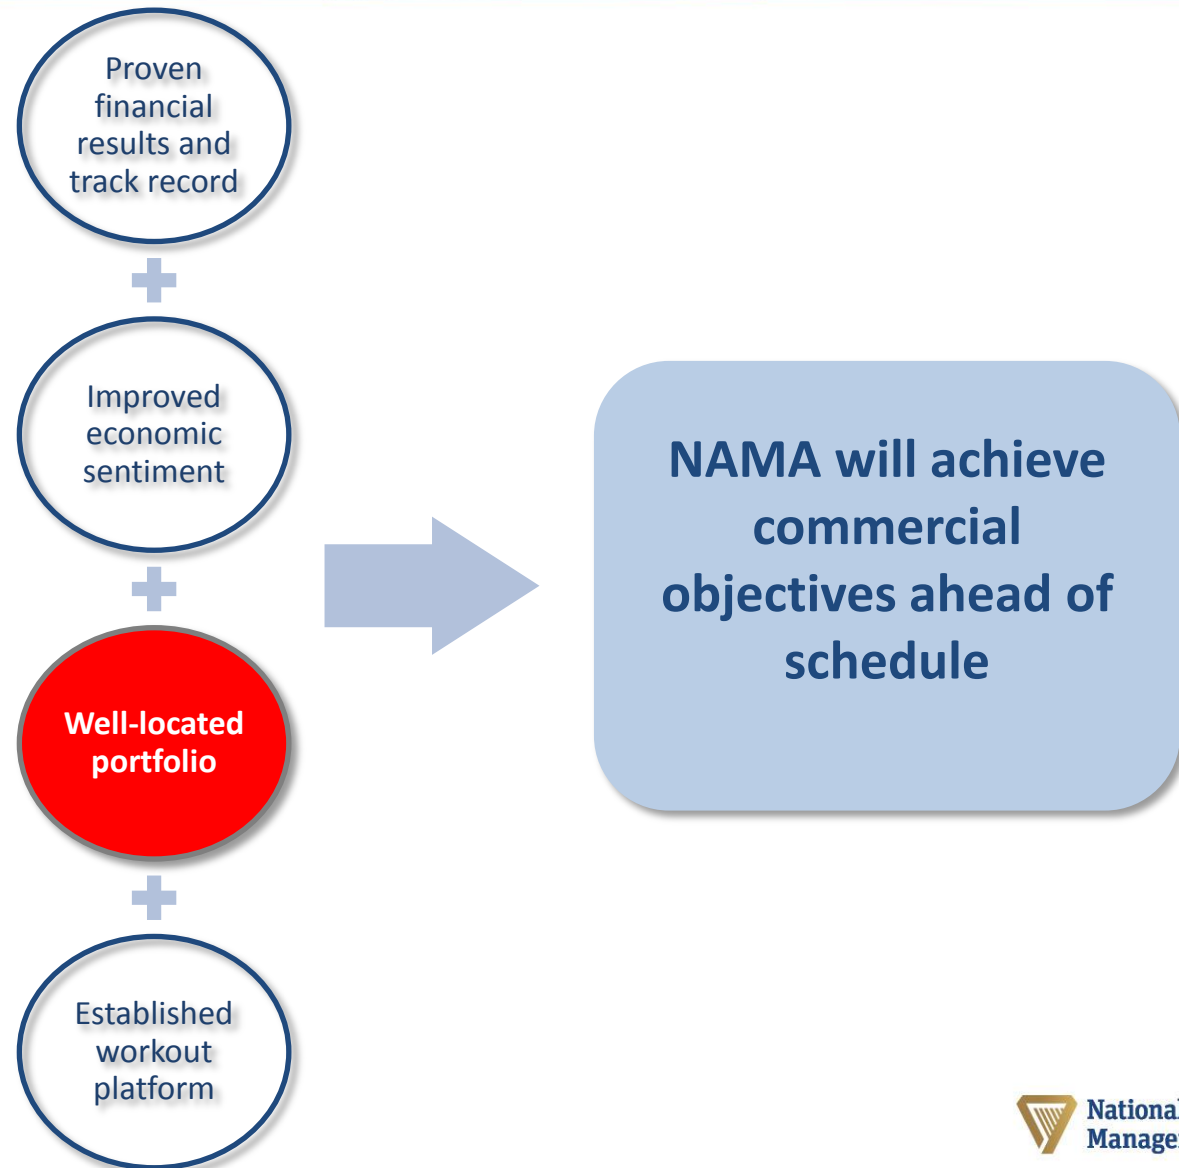 Proven
financial
results and
track record
Improved
economic
sentiment
Well-located
portfolio
Established
workout
platform
NAMA will achieve
commercial
objectives ahead of
schedule
National